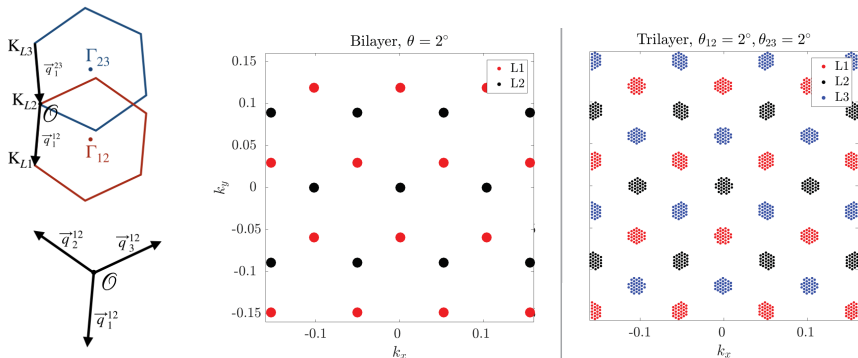 K_{L3}
\vec{q}_1^{23}
Γ_{23}
K_{L2}
𝒪
\vec{q}_1^{12}
Γ_{12}
K_{L1}
\vec{q}_2^{12}
\vec{q}_3^{12}
𝒪
\vec{q}_1^{12}
Bilayer, θ = 2°
L1
L2
0.15
0.1
0.05
0
-0.05
-0.1
-0.15
k_y
-0.1
0
0.1
k_x
Trilayer, θ_{12} = 2°, θ_{23} = 2°
L1
L2
L3
-0.1
0
0.1
k_x